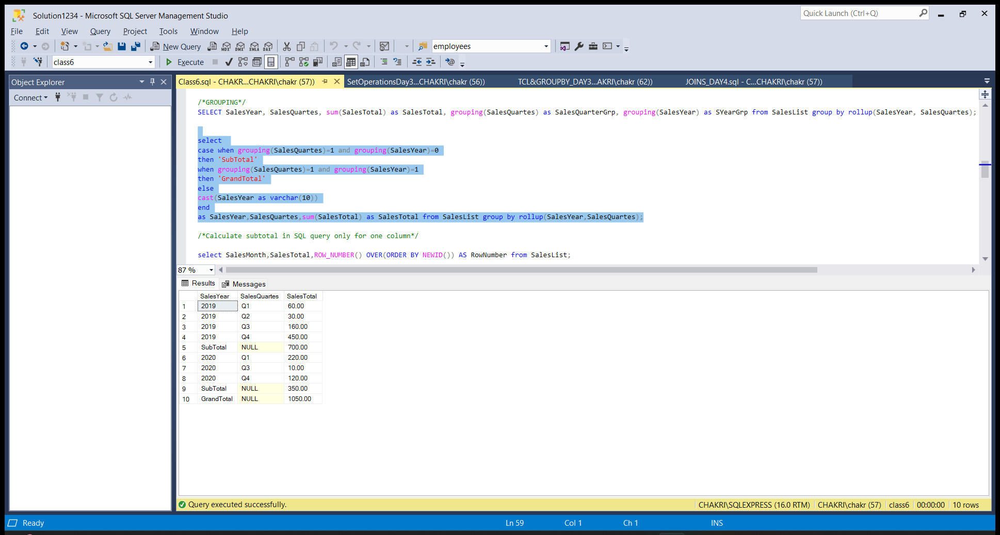 Solution1234 - Microsoft SQL Server Management Studio
Quick Launch (Ctrl+Q)
File Edit View Query Project Tools Window Help
New Query MDX DMX XMLA DAX employees
class6 Execute
Object Explorer
Connect
Class6.sql - CHAKR...CHAKRI\chakr (57)) SetOperationsDay3...CHAKRI\chakr (56)) TCL&GROUPBY_DAY3...AKRI\chakr (62)) JOINS_DAY4.sql - C...CHAKRI\chakr (57))
/*GROUPING*/
SELECT SalesYear, SalesQuartes, sum(SalesTotal) as SalesTotal, grouping(SalesQuartes) as SalesQuarterGrp, grouping(SalesYear) as SYearGrp from SalesList group by rollup(SalesYear, SalesQuartes);
select
case when grouping(SalesQuartes)=1 and grouping(SalesYear)=0
then 'SubTotal'
when grouping(SalesQuartes)=1 and grouping(SalesYear)=1
then 'GrandTotal'
else
cast(SalesYear as varchar(10))
end
as SalesYear,SalesQuartes,sum(SalesTotal) as SalesTotal from SalesList group by rollup(SalesYear,SalesQuartes);
/*Calculate subtotal in SQL query only for one column*/
select SalesMonth,SalesTotal,ROW_NUMBER() OVER(ORDER BY NEWID()) AS RowNumber from SalesList;
87 %
Results Messages
SalesYear SalesQuartes SalesTotal
1 2019 Q1 60.00
2 2019 Q2 30.00
3 2019 Q3 160.00
4 2019 Q4 450.00
5 SubTotal NULL 700.00
6 2020 Q1 220.00
7 2020 Q3 10.00
8 2020 Q4 120.00
9 SubTotal NULL 350.00
10 GrandTotal NULL 1050.00
Query executed successfully. CHAKRI\SQLEXPRESS (16.0 RTM) CHAKRI\chakr (57) class6 00:00:00 10 rows
Ready Ln 59 Col 1 Ch 1 INS